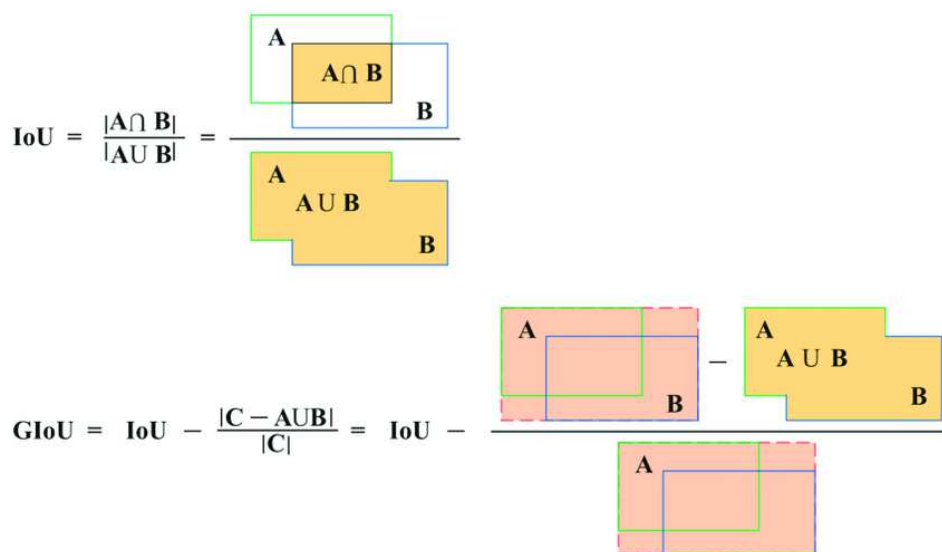 A
A∩ B
B
IoU = |A∩ B| / |AU B| =
A
A U B
B
A
B
−
A
A U B
B
GIoU = IoU − |C − AUB| / |C| = IoU −
A